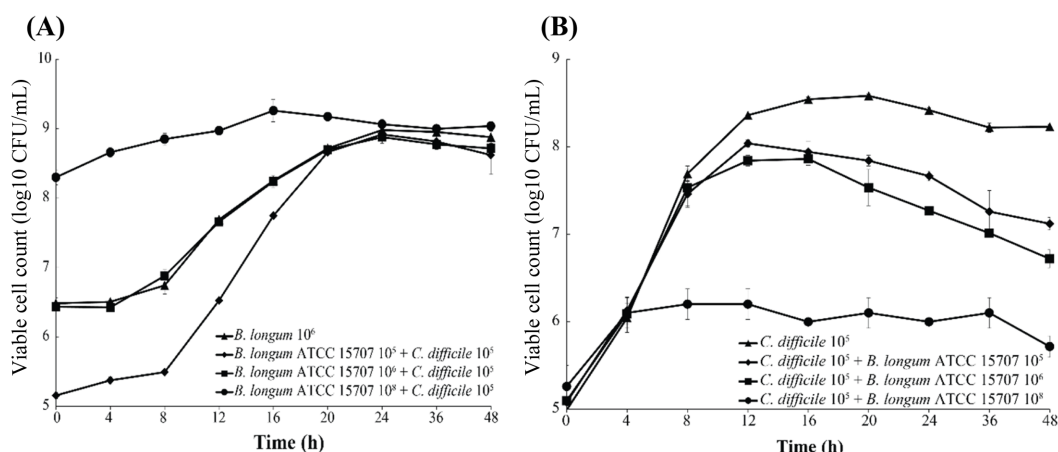 (A)
Viable cell count (log10 CFU/mL)
10
9
8
7
6
5
0 4 8 12 16 20 24 36 48
Time (h)
B. longum 10⁶
B. longum ATCC 15707 10⁵ + C. difficile 10⁵
B. longum ATCC 15707 10⁶ + C. difficile 10⁵
B. longum ATCC 15707 10⁸ + C. difficile 10⁵
(B)
Viable cell count (log10 CFU/mL)
9
8
7
6
5
0 4 8 12 16 20 24 36 48
Time (h)
C. difficile 10⁵
C. difficile 10⁵ + B. longum ATCC 15707 10⁵
C. difficile 10⁵ + B. longum ATCC 15707 10⁶
C. difficile 10⁵ + B. longum ATCC 15707 10⁸